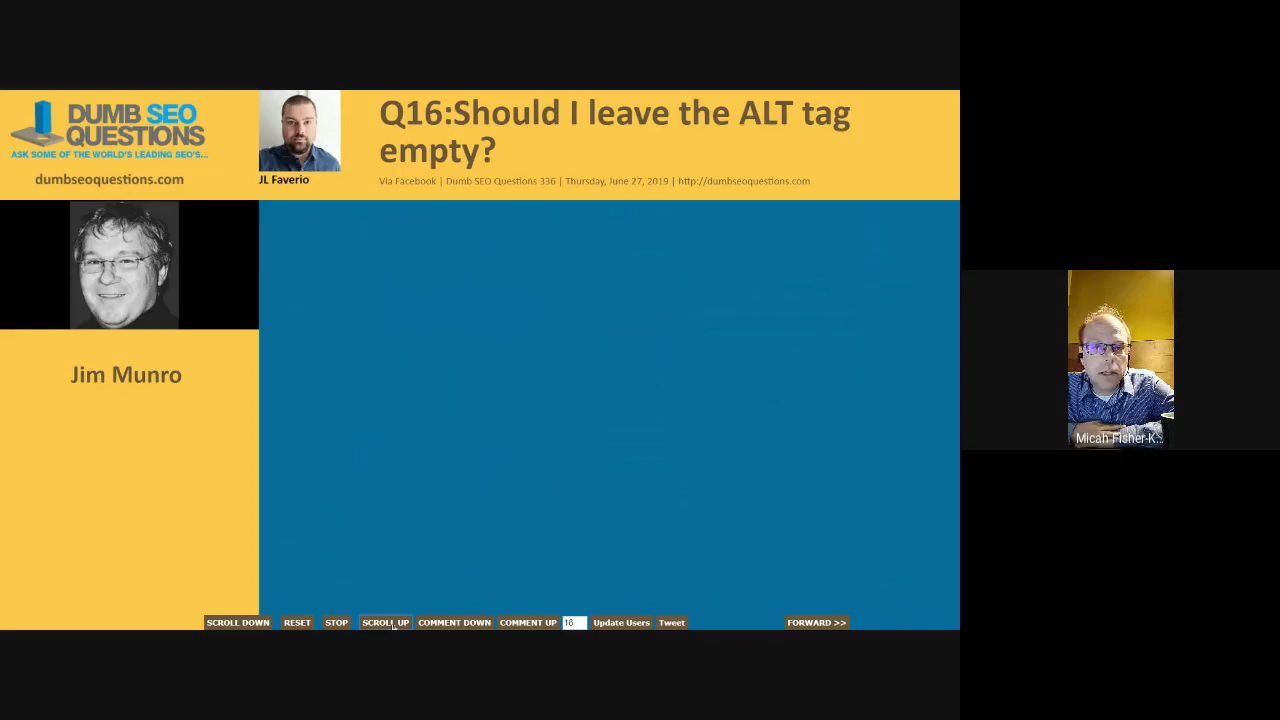 DUMB SEO
QUESTIONS
ASK SOME OF THE WORLD'S LEADING SEO'S...
dumbseoquestions.com
JL Faverio
Q16:Should I leave the ALT tag
empty?
Via Facebook | Dumb SEO Questions 336 | Thursday, June 27, 2019 | http://dumbseoquestions.com
Jim Munro
Micah Fisher-K...
SCROLL DOWN RESET STOP SCROLL UP COMMENT DOWN COMMENT UP 16 Update Users Tweet FORWARD >>